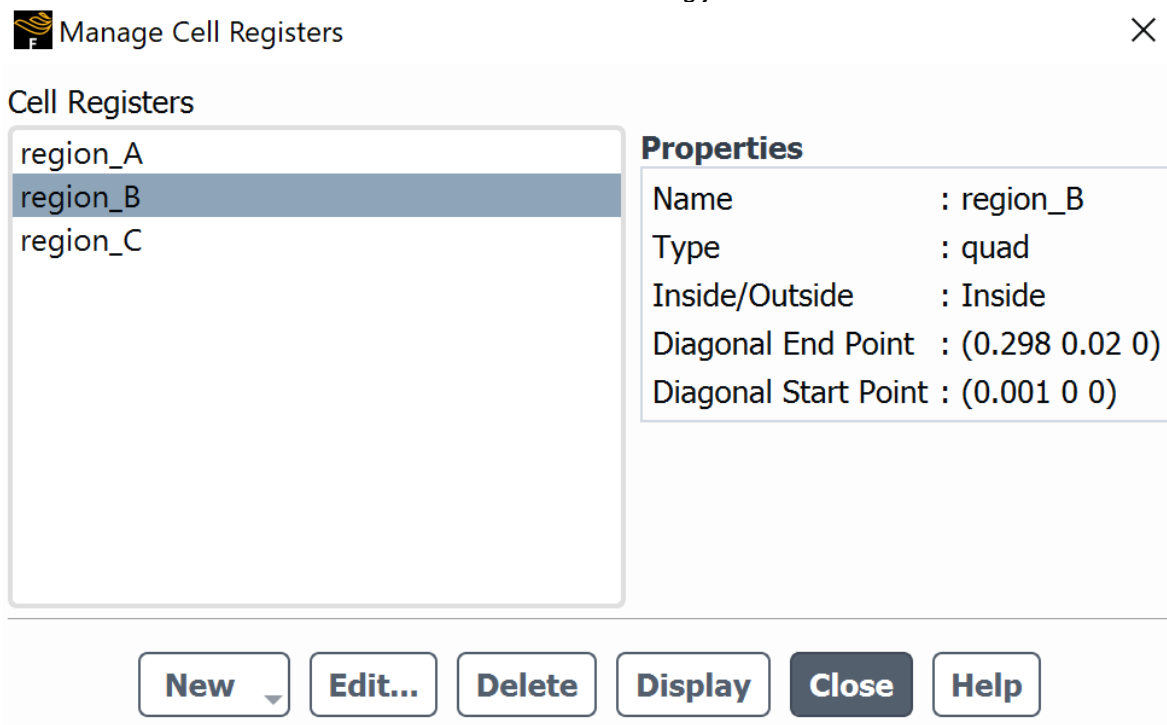 gy
F Manage Cell Registers
Cell Registers
region_A
region_B
region_C
Properties
Name : region_B
Type : quad
Inside/Outside : Inside
Diagonal End Point : (0.298 0.02 0)
Diagonal Start Point : (0.001 0 0)
New Edit... Delete Display Close Help